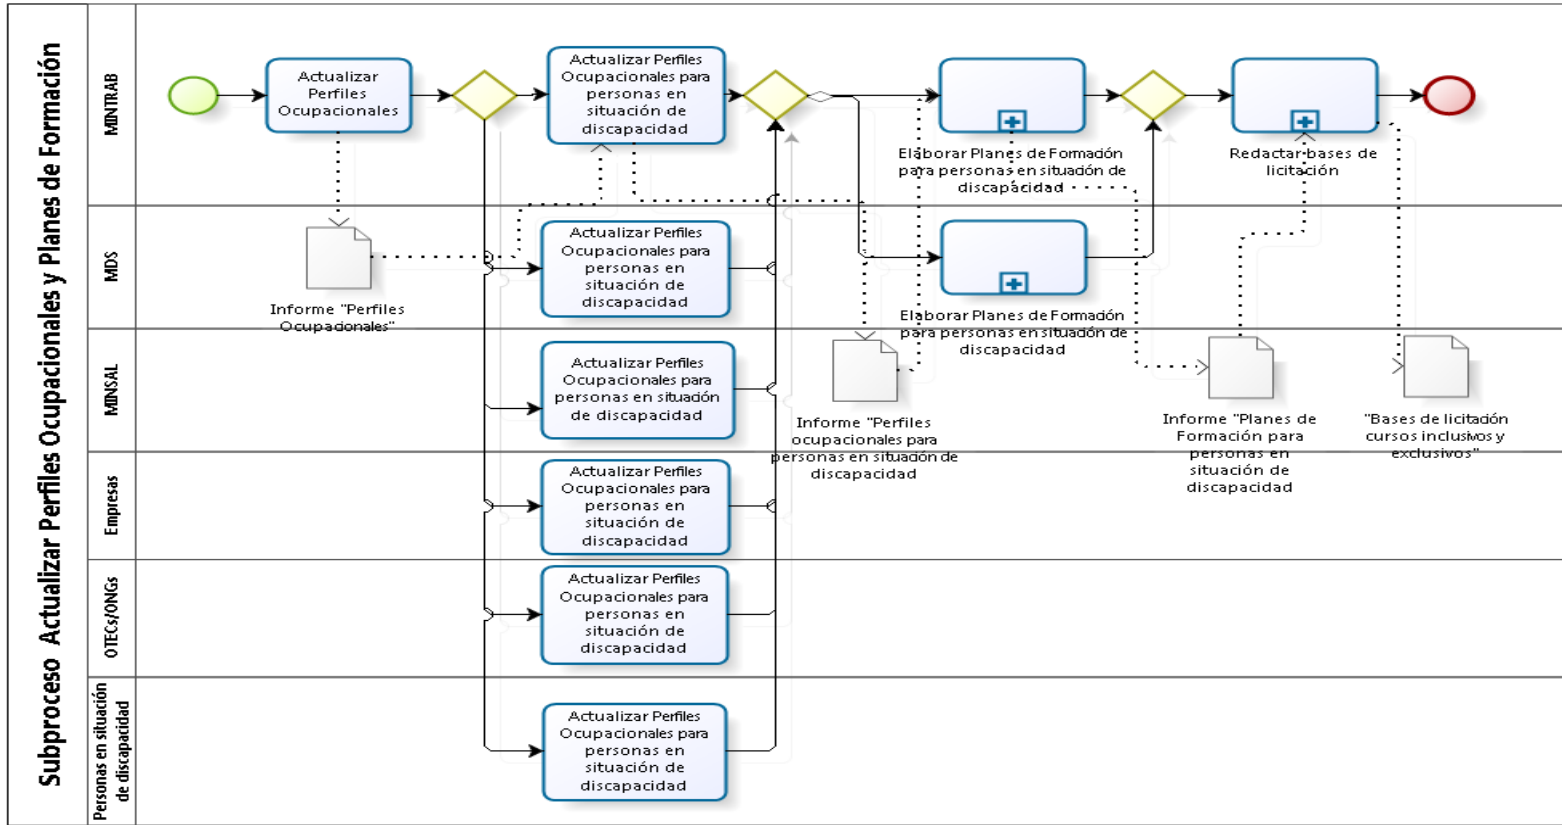 Subproceso Actualizar Perfiles Ocupacionales y Planes de Formación
MINTRAB
Actualizar
Perfiles
Ocupacionales
Actualizar Perfiles
Ocupacionales para
personas en
situación de
discapacidad
Elaborar Planes de Formación
para personas en situación de
discapacidad
Redactar bases de
licitación
MDS
Informe "Perfiles
Ocupacionales"
Actualizar Perfiles
Ocupacionales para
personas en
situación de
discapacidad
Elaborar Planes de Formación
para personas en situación de
discapacidad
MINSAL
Actualizar Perfiles
Ocupacionales para
personas en situación
de discapacidad
Informe "Perfiles
ocupacionales para
personas en situación de
discapacidad
Informe "Planes de
Formación para
personas en
situación de
discapacidad
"Bases de licitación
cursos inclusivos y
exclusivos"
Empresas
Actualizar Perfiles
Ocupacionales para
personas en
situación de
discapacidad
OTECs/ONGs
Actualizar Perfiles
Ocupacionales para
personas en
situación de
discapacidad
Personas en situación
de discapacidad
Actualizar Perfiles
Ocupacionales para
personas en
situación de
discapacidad